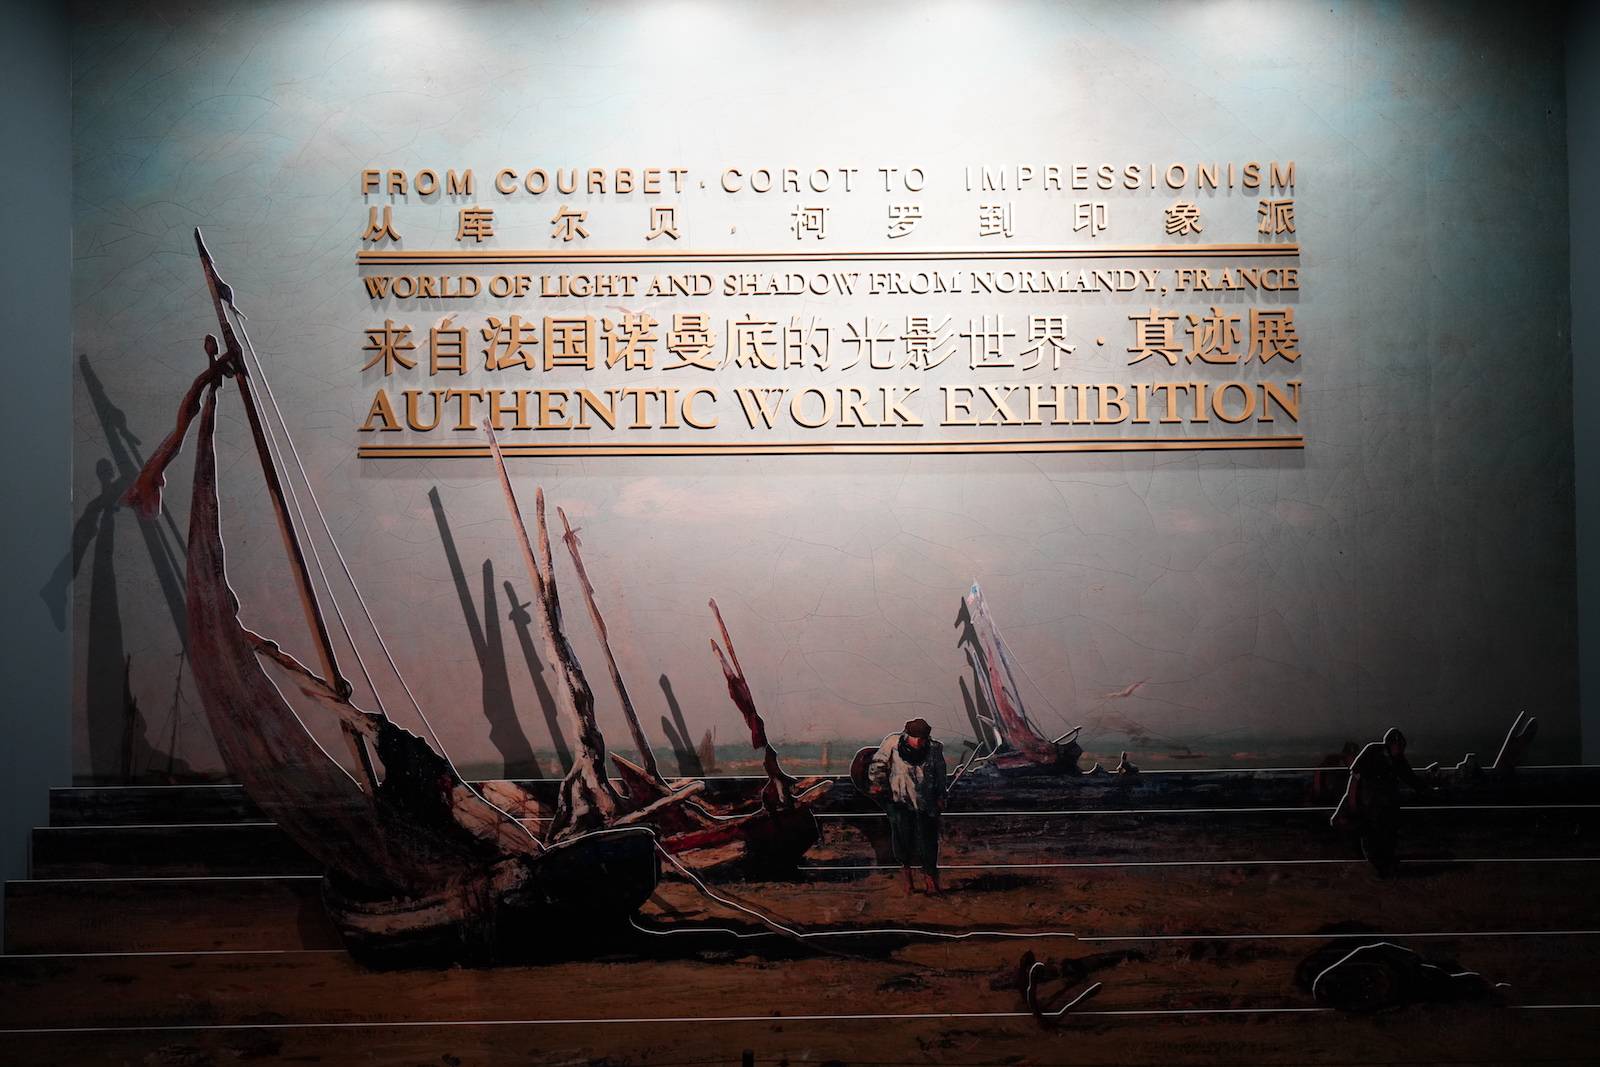 FROM COURBET·COROT TO IMPRESSIONISM
从库尔贝·柯罗到印象派
WORLD OF LIGHT AND SHADOW FROM NORMANDY, FRANCE
来自法国诺曼底的光影世界·真迹展
AUTHENTIC WORK EXHIBITION